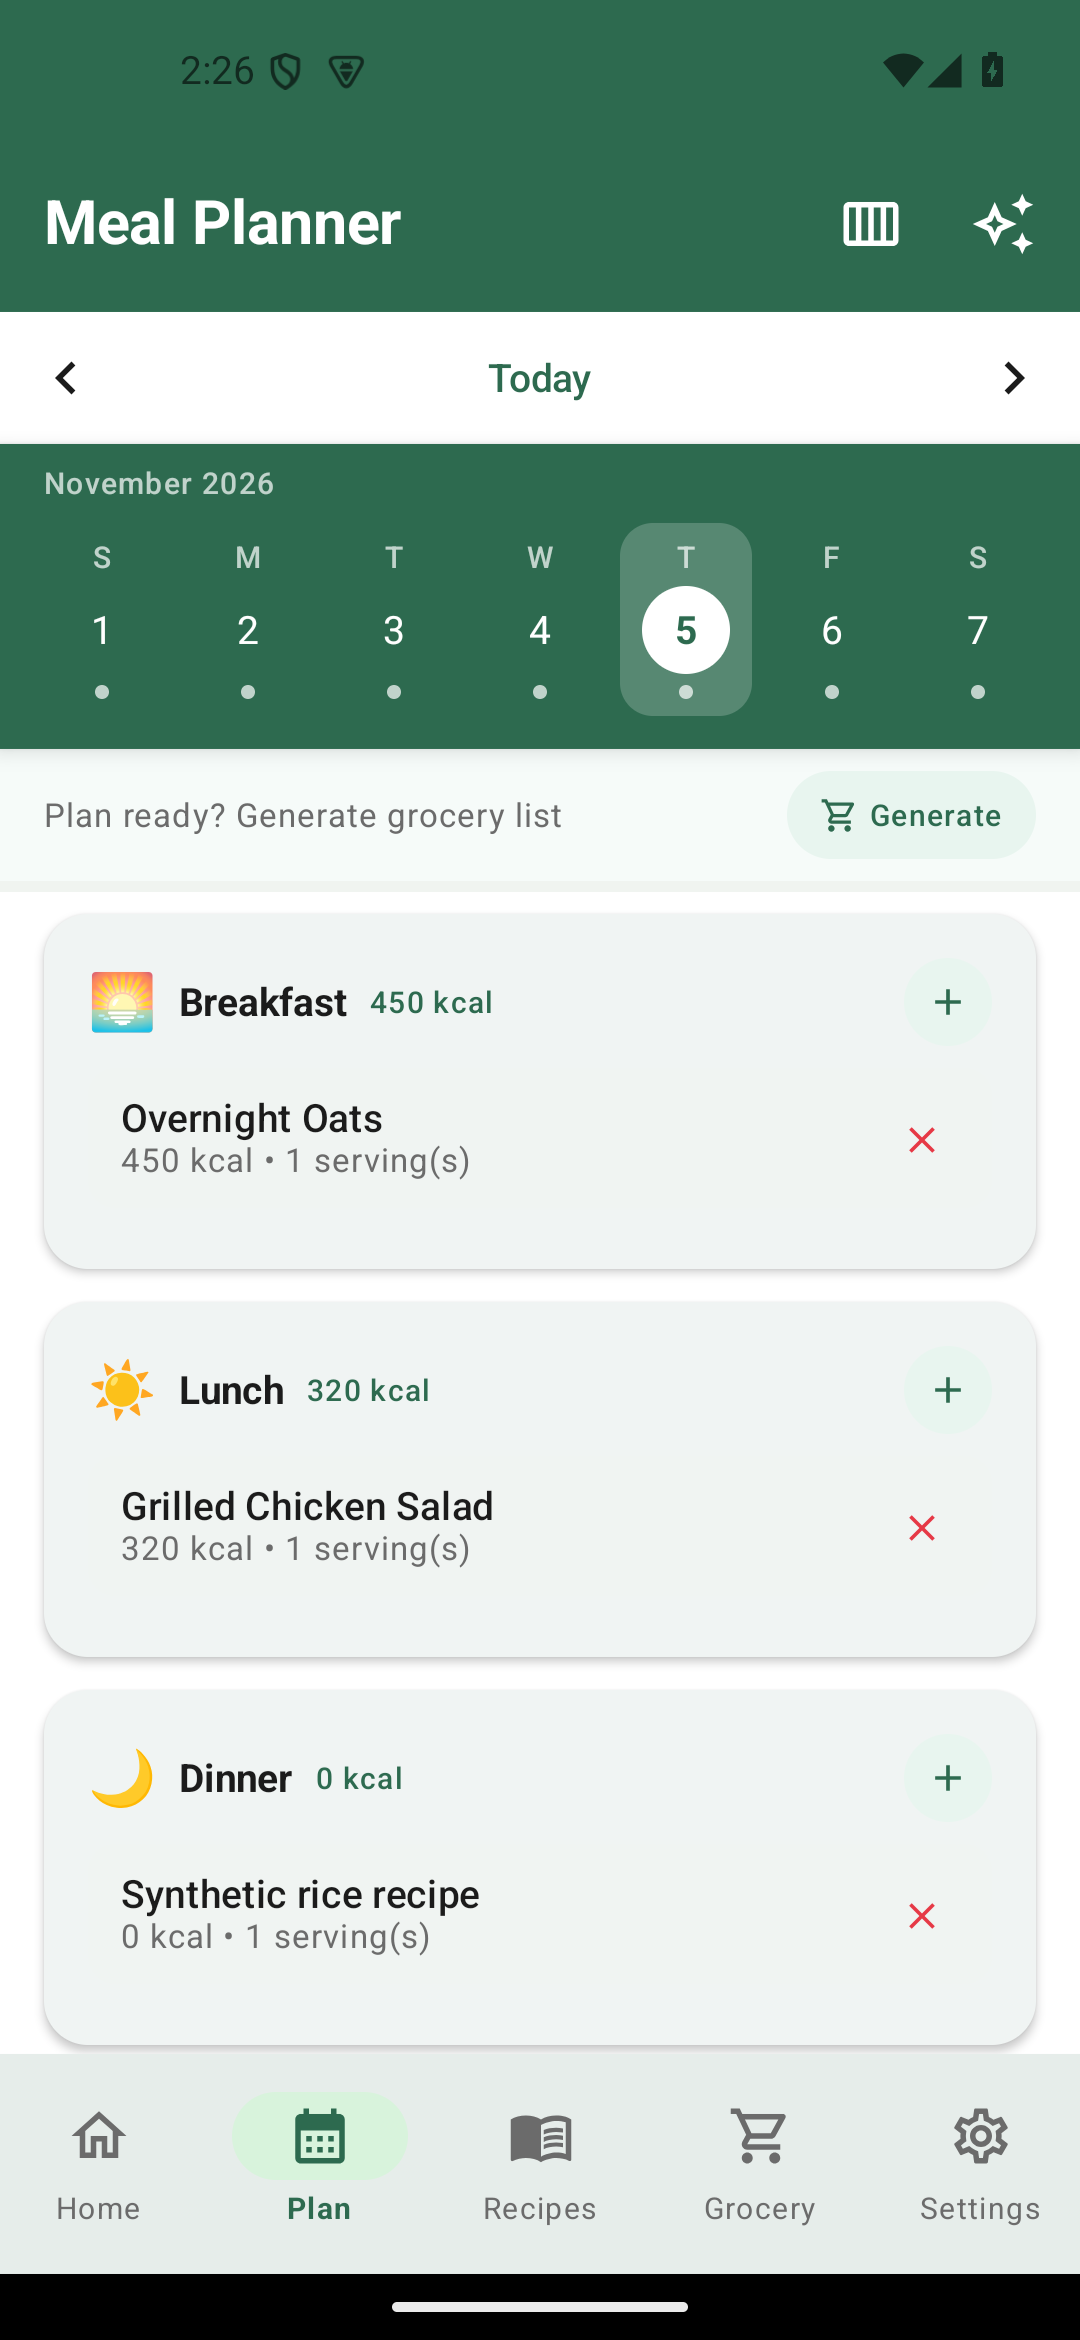 2:26
Meal Planner
Today
November 2026
S M T W T F S
1 2 3 4 5 6 7
Plan ready? Generate grocery list Generate
Breakfast 450 kcal
Overnight Oats
450 kcal • 1 serving(s)
Lunch 320 kcal
Grilled Chicken Salad
320 kcal • 1 serving(s)
Dinner 0 kcal
Synthetic rice recipe
0 kcal • 1 serving(s)
Home Plan Recipes Grocery Settings